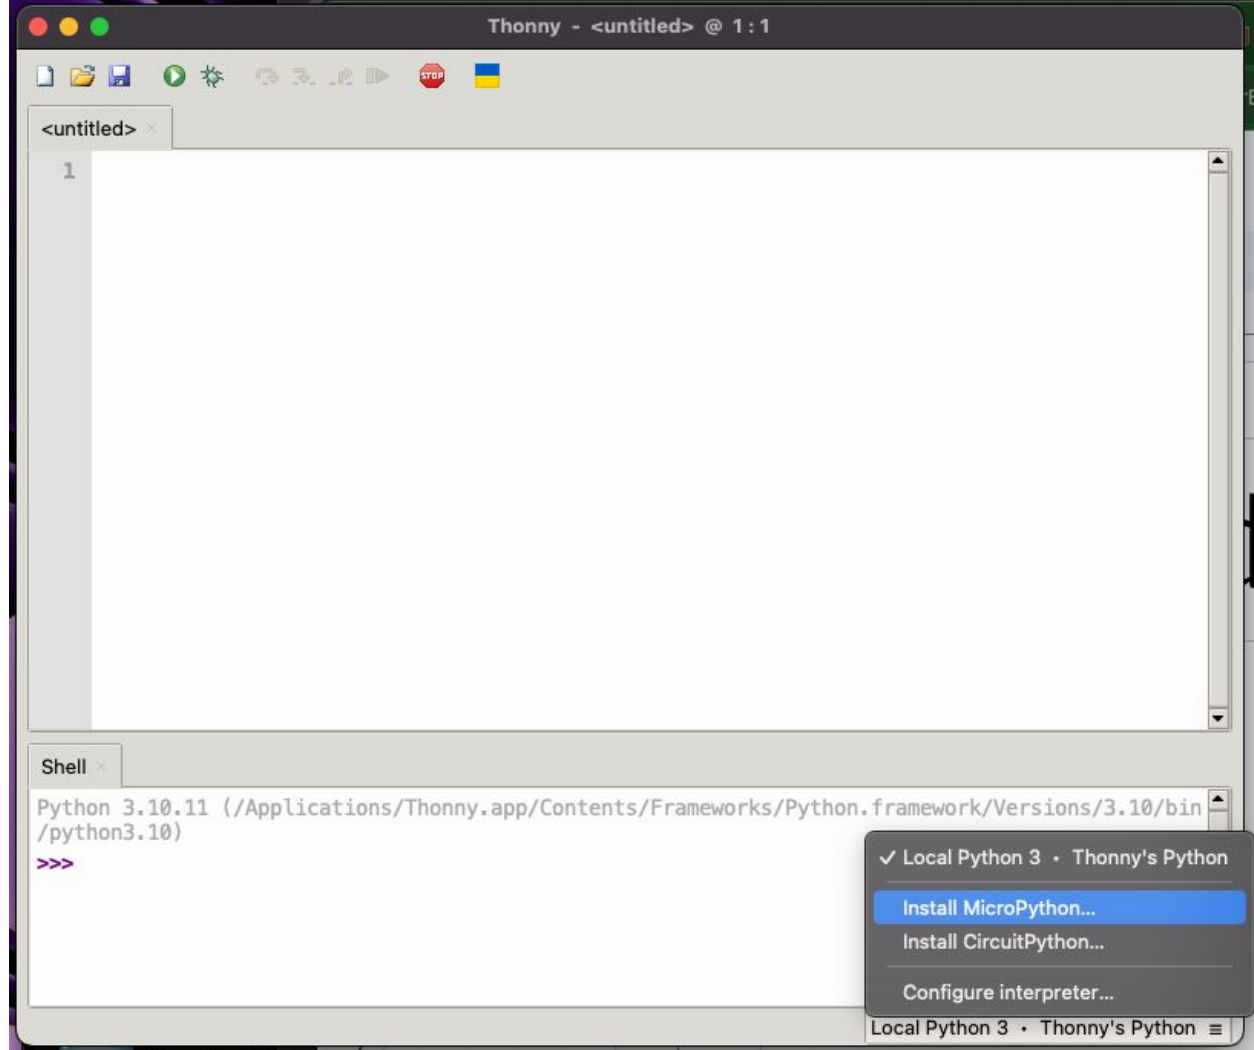 Thonny - <untitled> @ 1:1
STOP
<untitled>
1
Shell
Python 3.10.11 (/Applications/Thonny.app/Contents/Frameworks/Python.framework/Versions/3.10/bin
/python3.10)
>>>
✓ Local Python 3 • Thonny's Python
Install MicroPython...
Install CircuitPython...
Configure interpreter...
Local Python 3 • Thonny's Python ≡